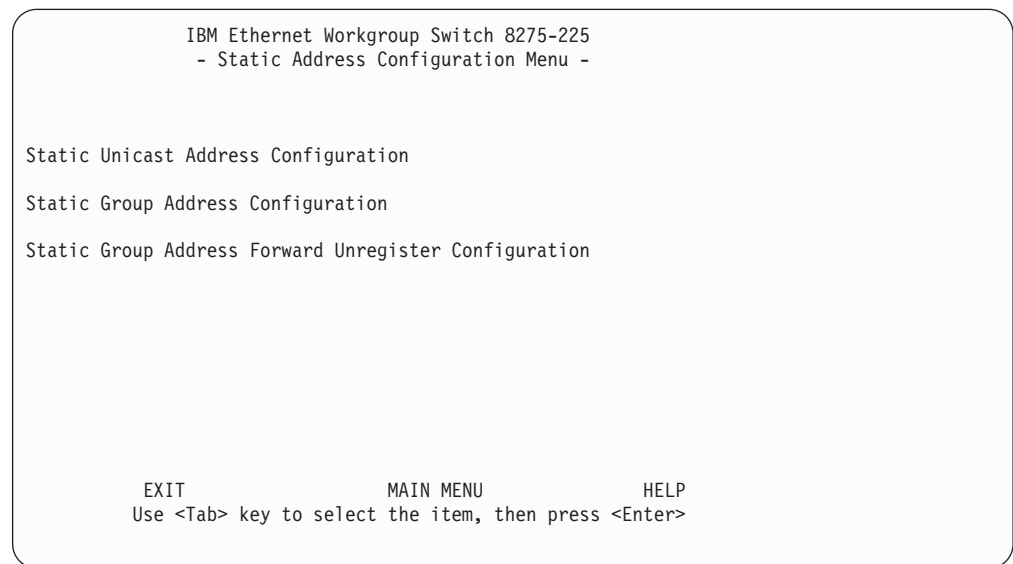 IBM Ethernet Workgroup Switch 8275-225
- Static Address Configuration Menu -
Static Unicast Address Configuration
Static Group Address Configuration
Static Group Address Forward Unregister Configuration
EXIT MAIN MENU HELP
Use <Tab> key to select the item, then press <Enter>